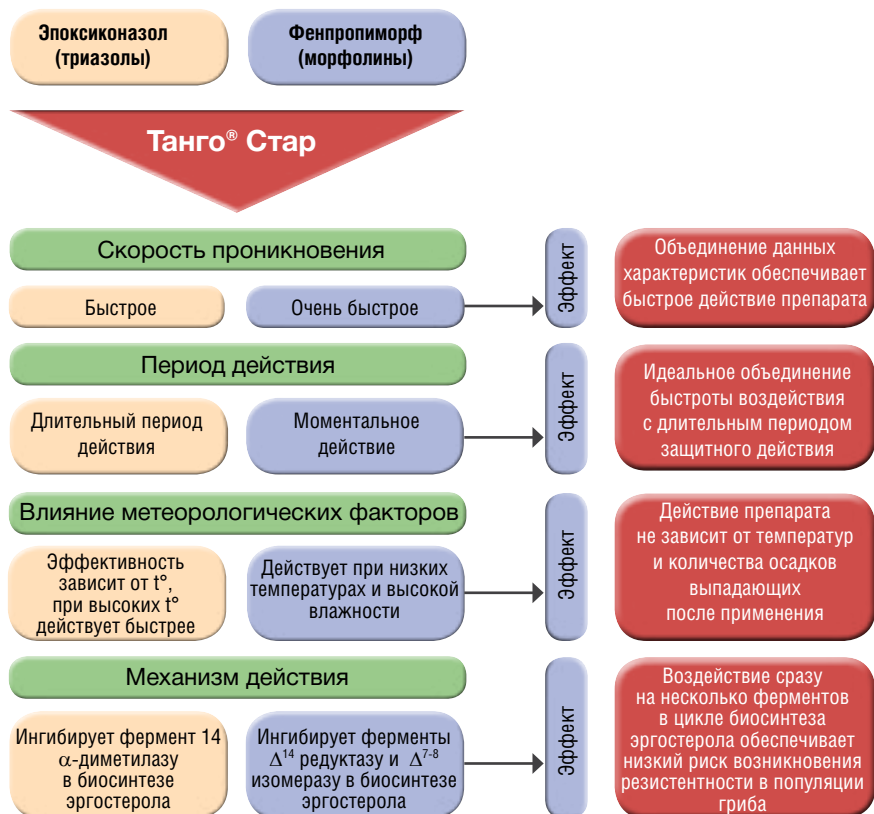 Эпоксиконазол
(триазолы)
Фенпропиморф
(морфолины)
Танго® Стар
Скорость проникновения
Быстрое
Очень быстрое
Эффект
Объединение данных
характеристик обеспечивает
быстрое действие препарата
Период действия
Длительный период
действия
Моментальное
действие
Эффект
Идеальное объединение
быстроты воздействия
с длительным периодом
защитного действия
Влияние метеорологических факторов
Эффективность
зависит от t°,
при высоких t°
действует быстрее
Действует при низких
температурах и высокой
влажности
Эффект
Действие препарата
не зависит от температур
и количества осадков
выпадающих
после применения
Механизм действия
Ингибирует фермент 14
α-диметилазу
в биосинтезе
эргостерола
Ингибирует ферменты
Δ¹⁴ редуктазу и Δ⁷⁻⁸
изомеразу в биосинтезе
эргостерола
Эффект
Воздействие сразу
на несколько ферментов
в цикле биосинтеза
эргостерола обеспечивает
низкий риск возникновения
резистентности в популяции
гриба